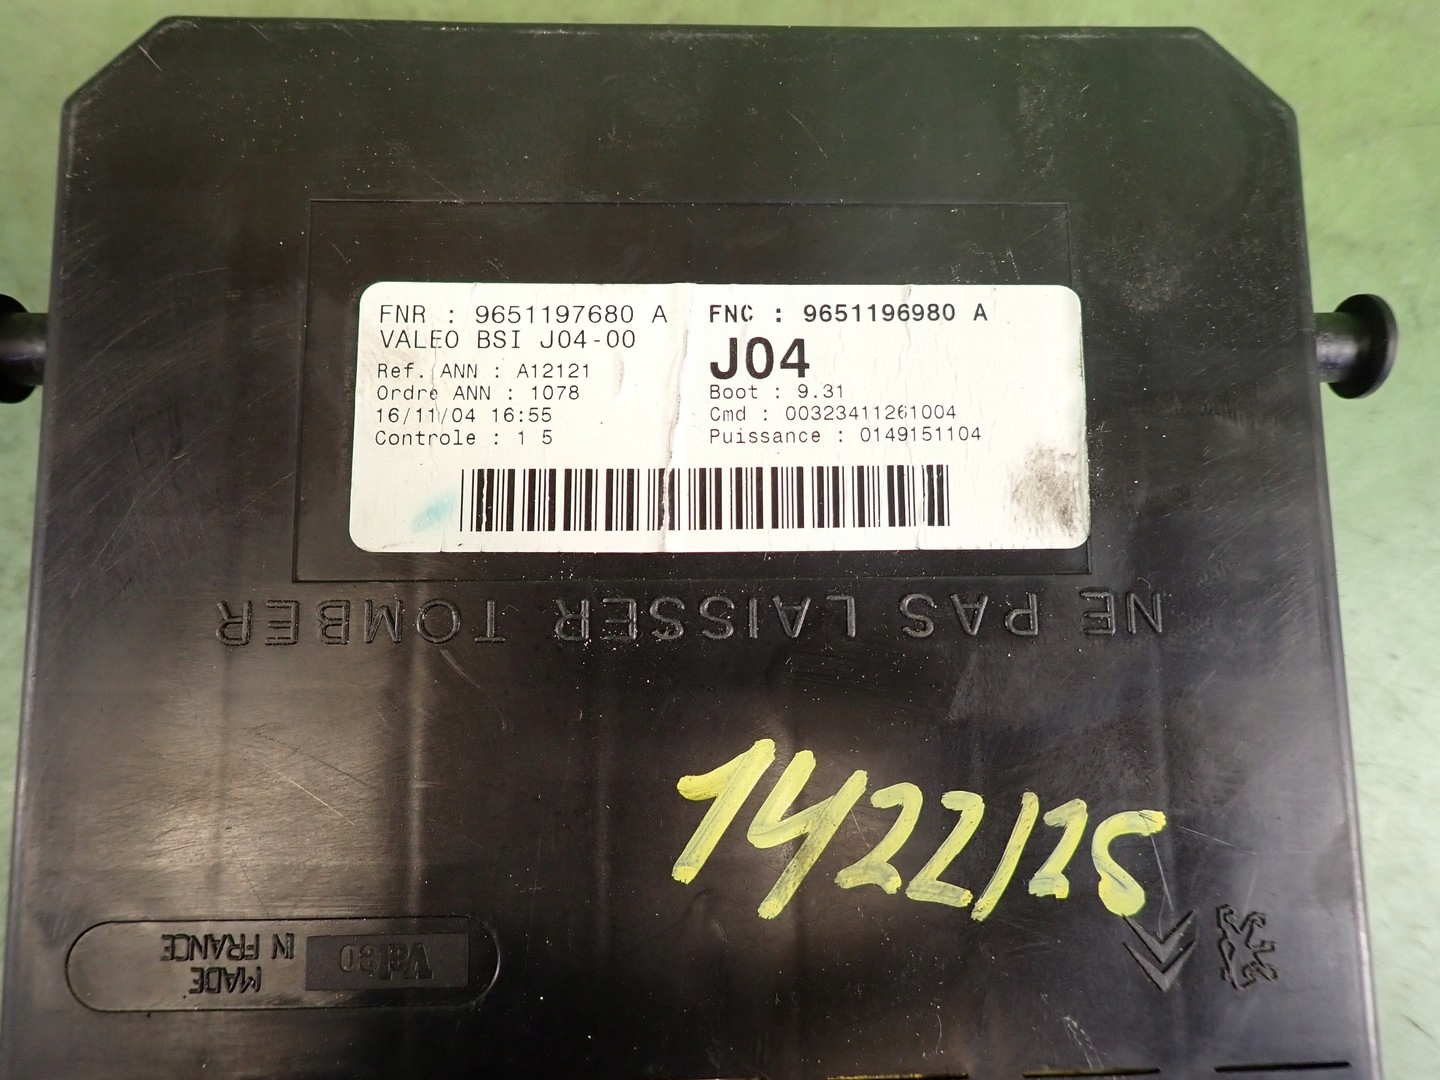 FNR : 9651197680 A
VALEO BSI J04-00
Ref. ANN : A12121
Ordre ANN : 1078
16/11/04 16:55
Controle : 1 5
FNC : 9651196980 A
J04
Boot : 9.31
Cmd : 00323411261004
Puissance : 0149151104
NE PAS LAISSER TOMBER
1422/25
Valeo
MADE
IN FRANCE